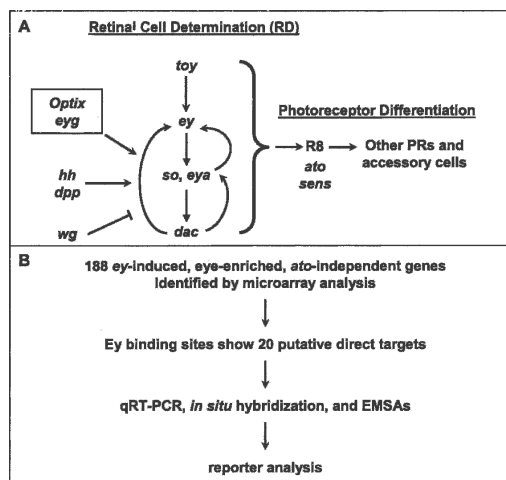 A
Retinal Cell Determination (RD)
toy
Optix
eyg
ey
Photoreceptor Differentiation
R8
Other PRs and
accessory cells
ato
sens
hh
dpp
so, eya
wg
dac
B
188 ey-induced, eye-enriched, ato-independent genes
Identified by microarray analysis
Ey binding sites show 20 putative direct targets
qRT-PCR, in situ hybridization, and EMSAs
reporter analysis